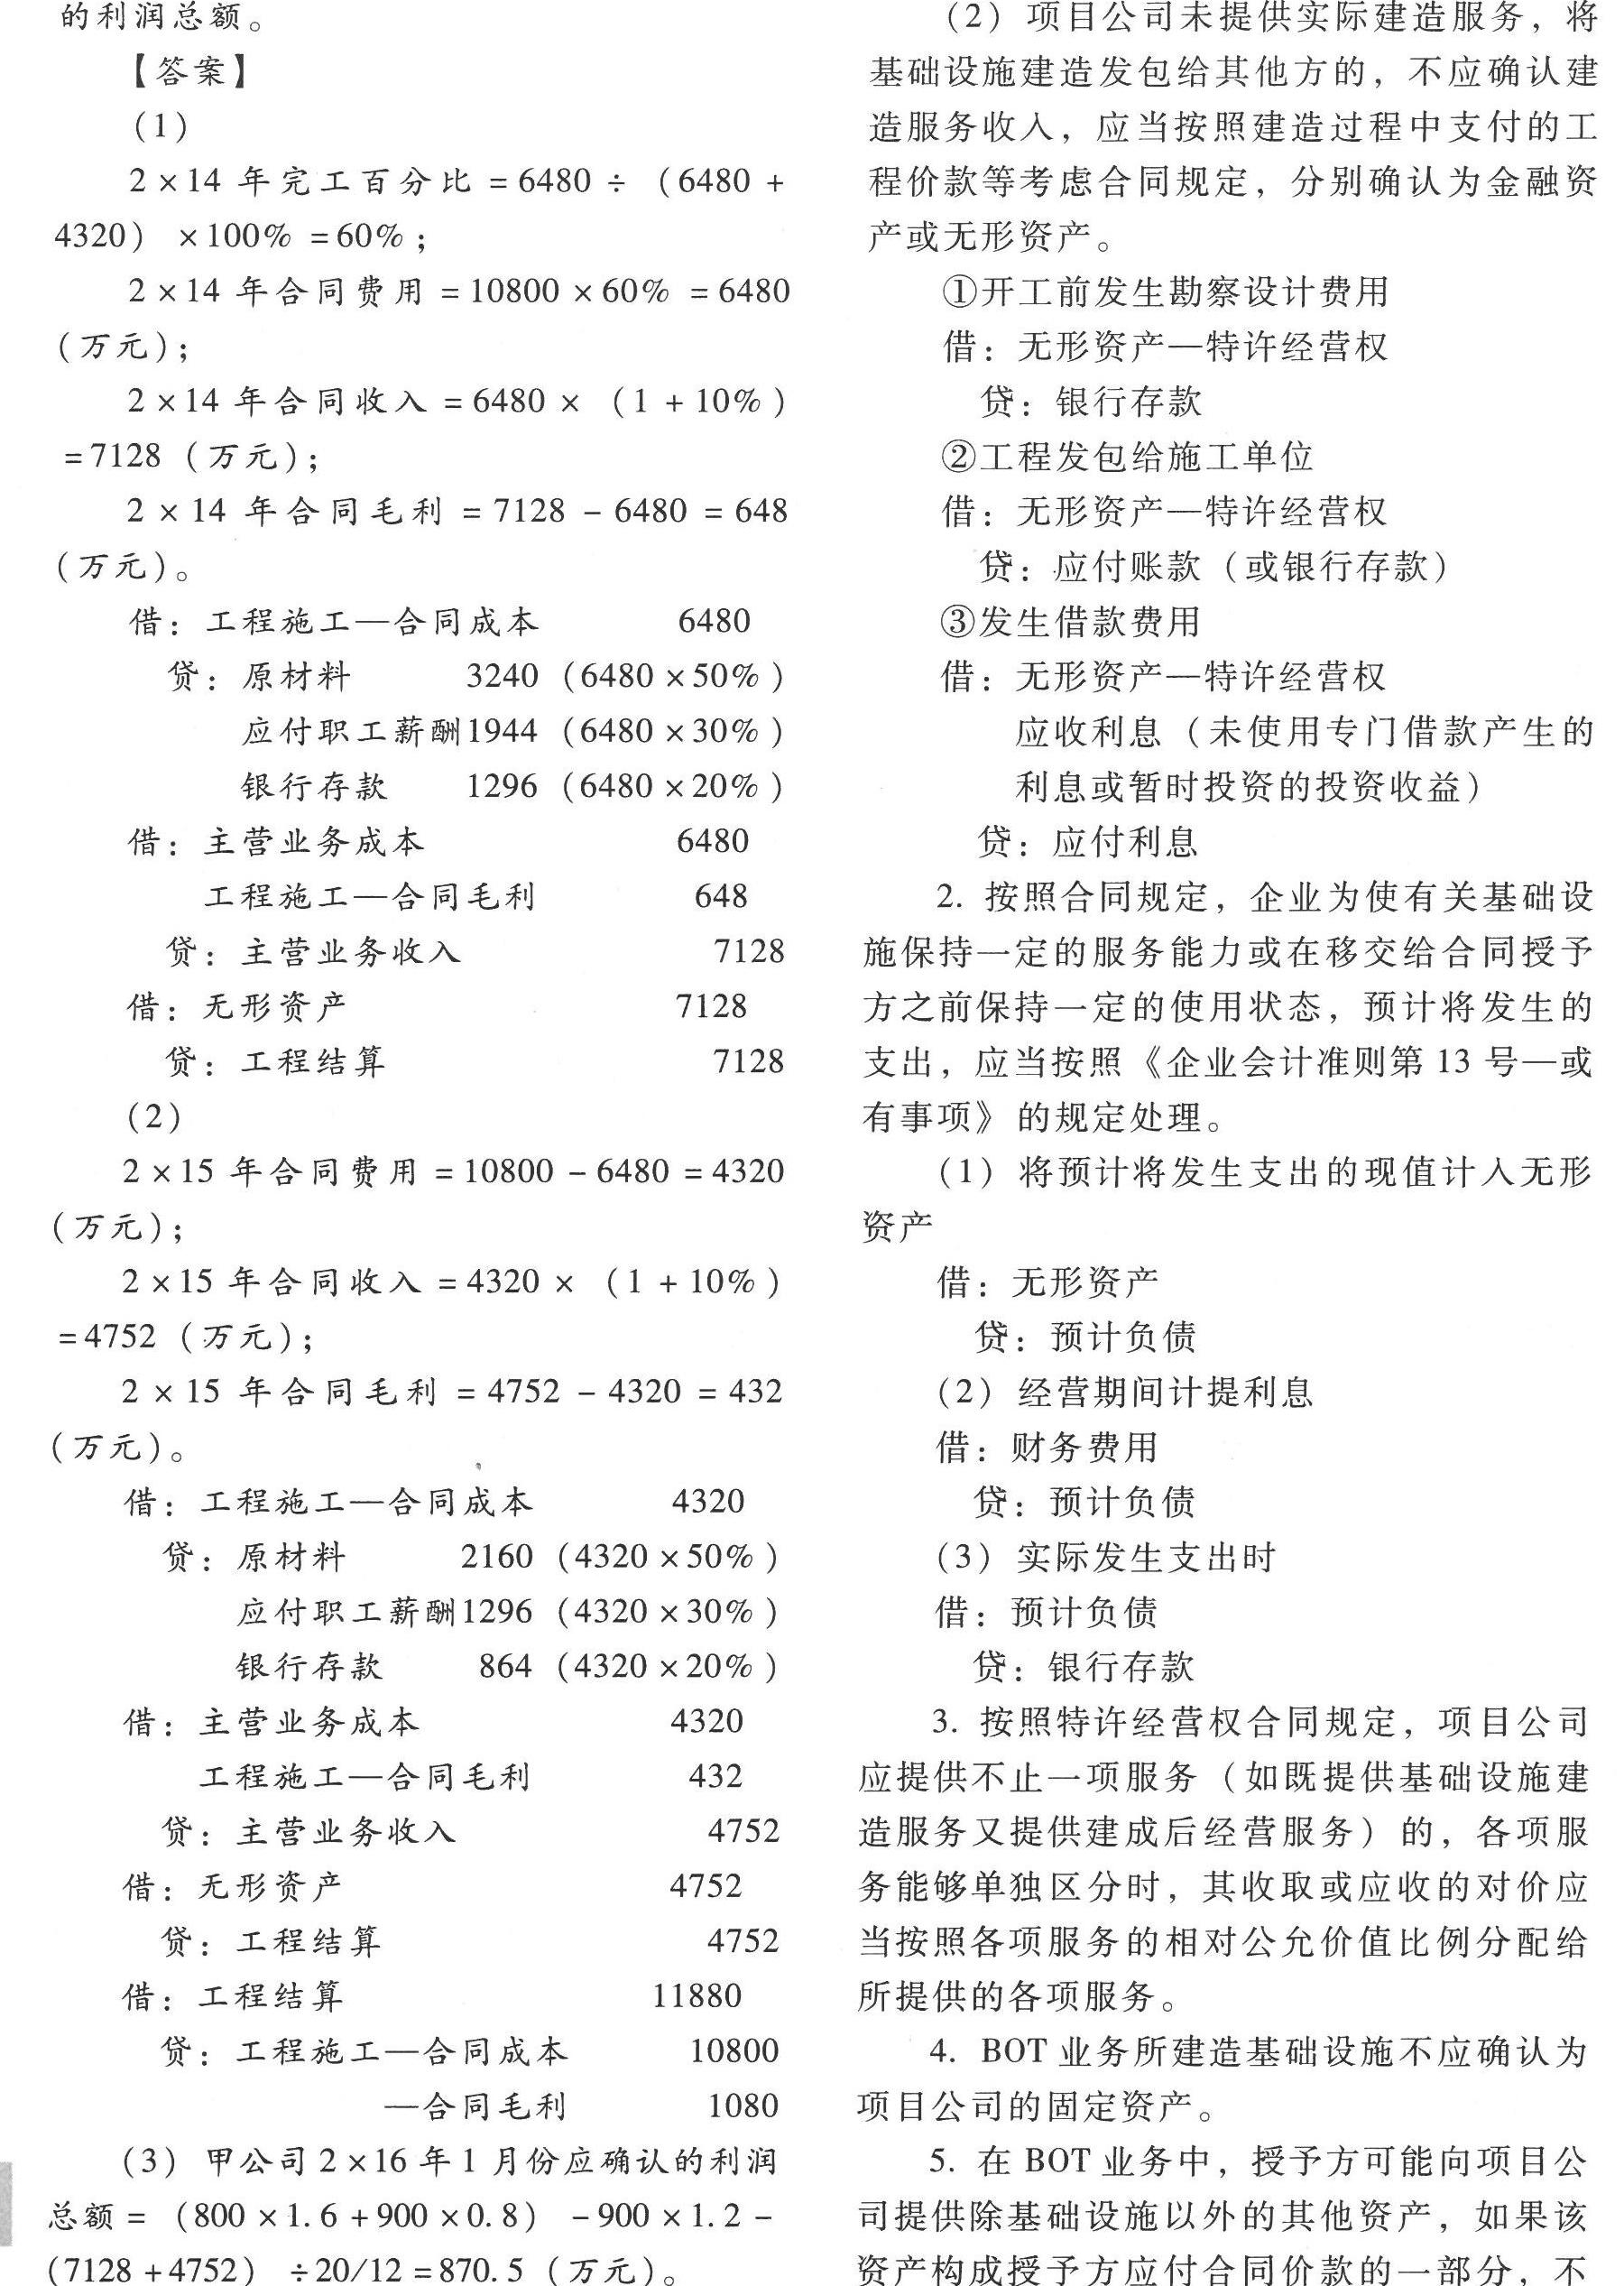 的利润总额。
【答案】
(1)
2×14 年完工百分比 =6480 ÷ (6480 +
4320) ×100% =60%;
2×14 年合同费用 =10800 ×60% =6480
(万元);
2×14 年合同收入 =6480 × (1 +10%)
=7128 (万元);
2×14 年合同毛利 =7128 -6480 =648
(万元)。
借: 工程施工—合同成本 6480
贷: 原材料 3240 (6480 ×50%)
应付职工薪酬1944 (6480 ×30%)
银行存款 1296 (6480 ×20%)
借: 主营业务成本 6480
工程施工—合同毛利 648
贷: 主营业务收入 7128
借: 无形资产 7128
贷: 工程结算 7128
(2)
2×15 年合同费用 =10800 -6480 =4320
(万元);
2×15 年合同收入 =4320 × (1 +10%)
=4752 (万元);
2×15 年合同毛利 =4752 -4320 =432
(万元)。
借: 工程施工—合同成本 4320
贷: 原材料 2160 (4320 ×50%)
应付职工薪酬1296 (4320 ×30%)
银行存款 864 (4320 ×20%)
借: 主营业务成本 4320
工程施工—合同毛利 432
贷: 主营业务收入 4752
借: 无形资产 4752
贷: 工程结算 4752
借: 工程结算 11880
贷: 工程施工—合同成本 10800
—合同毛利 1080
(3) 甲公司 2×16 年 1 月份应确认的利润
总额 = (800 ×1.6 +900 ×0.8) -900 ×1.2 -
(7128 +4752) ÷20/12 =870.5 (万元)。
(2) 项目公司未提供实际建造服务, 将
基础设施建造发包给其他方的, 不应确认建
造服务收入, 应当按照建造过程中支付的工
程价款等考虑合同规定, 分别确认为金融资
产或无形资产。
①开工前发生勘察设计费用
借: 无形资产—特许经营权
贷: 银行存款
②工程发包给施工单位
借: 无形资产—特许经营权
贷: 应付账款 (或银行存款)
③发生借款费用
借: 无形资产—特许经营权
应收利息 (未使用专门借款产生的
利息或暂时投资的投资收益)
贷: 应付利息
2. 按照合同规定, 企业为使有关基础设
施保持一定的服务能力或在移交给合同授予
方之前保持一定的使用状态, 预计将发生的
支出, 应当按照《企业会计准则第 13 号—或
有事项》的规定处理。
(1) 将预计将发生支出的现值计入无形
资产
借: 无形资产
贷: 预计负债
(2) 经营期间计提利息
借: 财务费用
贷: 预计负债
(3) 实际发生支出时
借: 预计负债
贷: 银行存款
3. 按照特许经营权合同规定, 项目公司
应提供不止一项服务 (如既提供基础设施建
造服务又提供建成后经营服务) 的, 各项服
务能够单独区分时, 其收取或应收的对价应
当按照各项服务的相对公允价值比例分配给
所提供的各项服务。
4. BOT 业务所建造基础设施不应确认为
项目公司的固定资产。
5. 在 BOT 业务中, 授予方可能向项目公
司提供除基础设施以外的其他资产, 如果该
资产构成授予方应付合同价款的一部分, 不